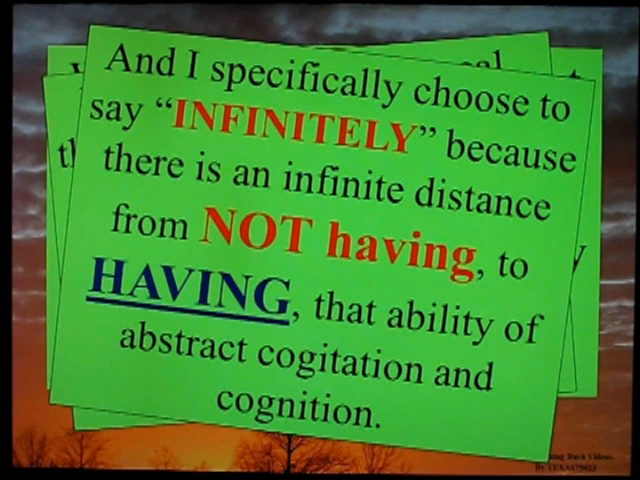 And I specifically choose to
say “INFINITELY” because
there is an infinite distance
from NOT having, to
HAVING, that ability of
abstract cogitation and
cognition.